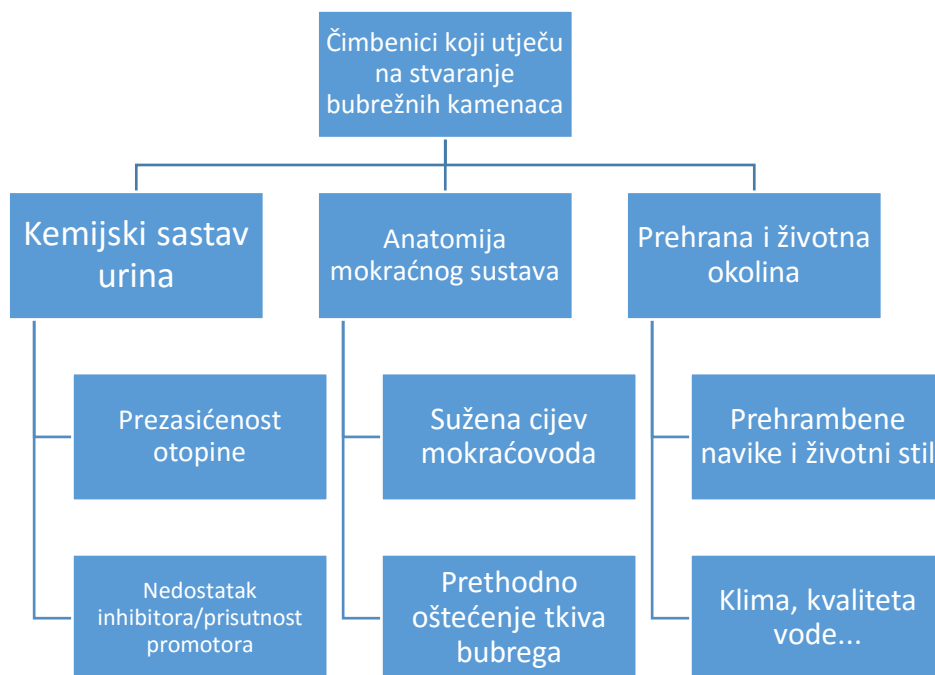 Čimbenici koji utječu
na stvaranje
bubrežnih kamenaca
Kemijski sastav
urina
Anatomija
mokraćnog sustava
Prehrana i životna
okolina
Prezasićenost
otopine
Sužena cijev
mokraćovoda
Prehrambene
navike i životni stil
Nedostatak
inhibitora/prisutnost
promotora
Prethodno
oštećenje tkiva
bubrega
Klima, kvaliteta
vode...